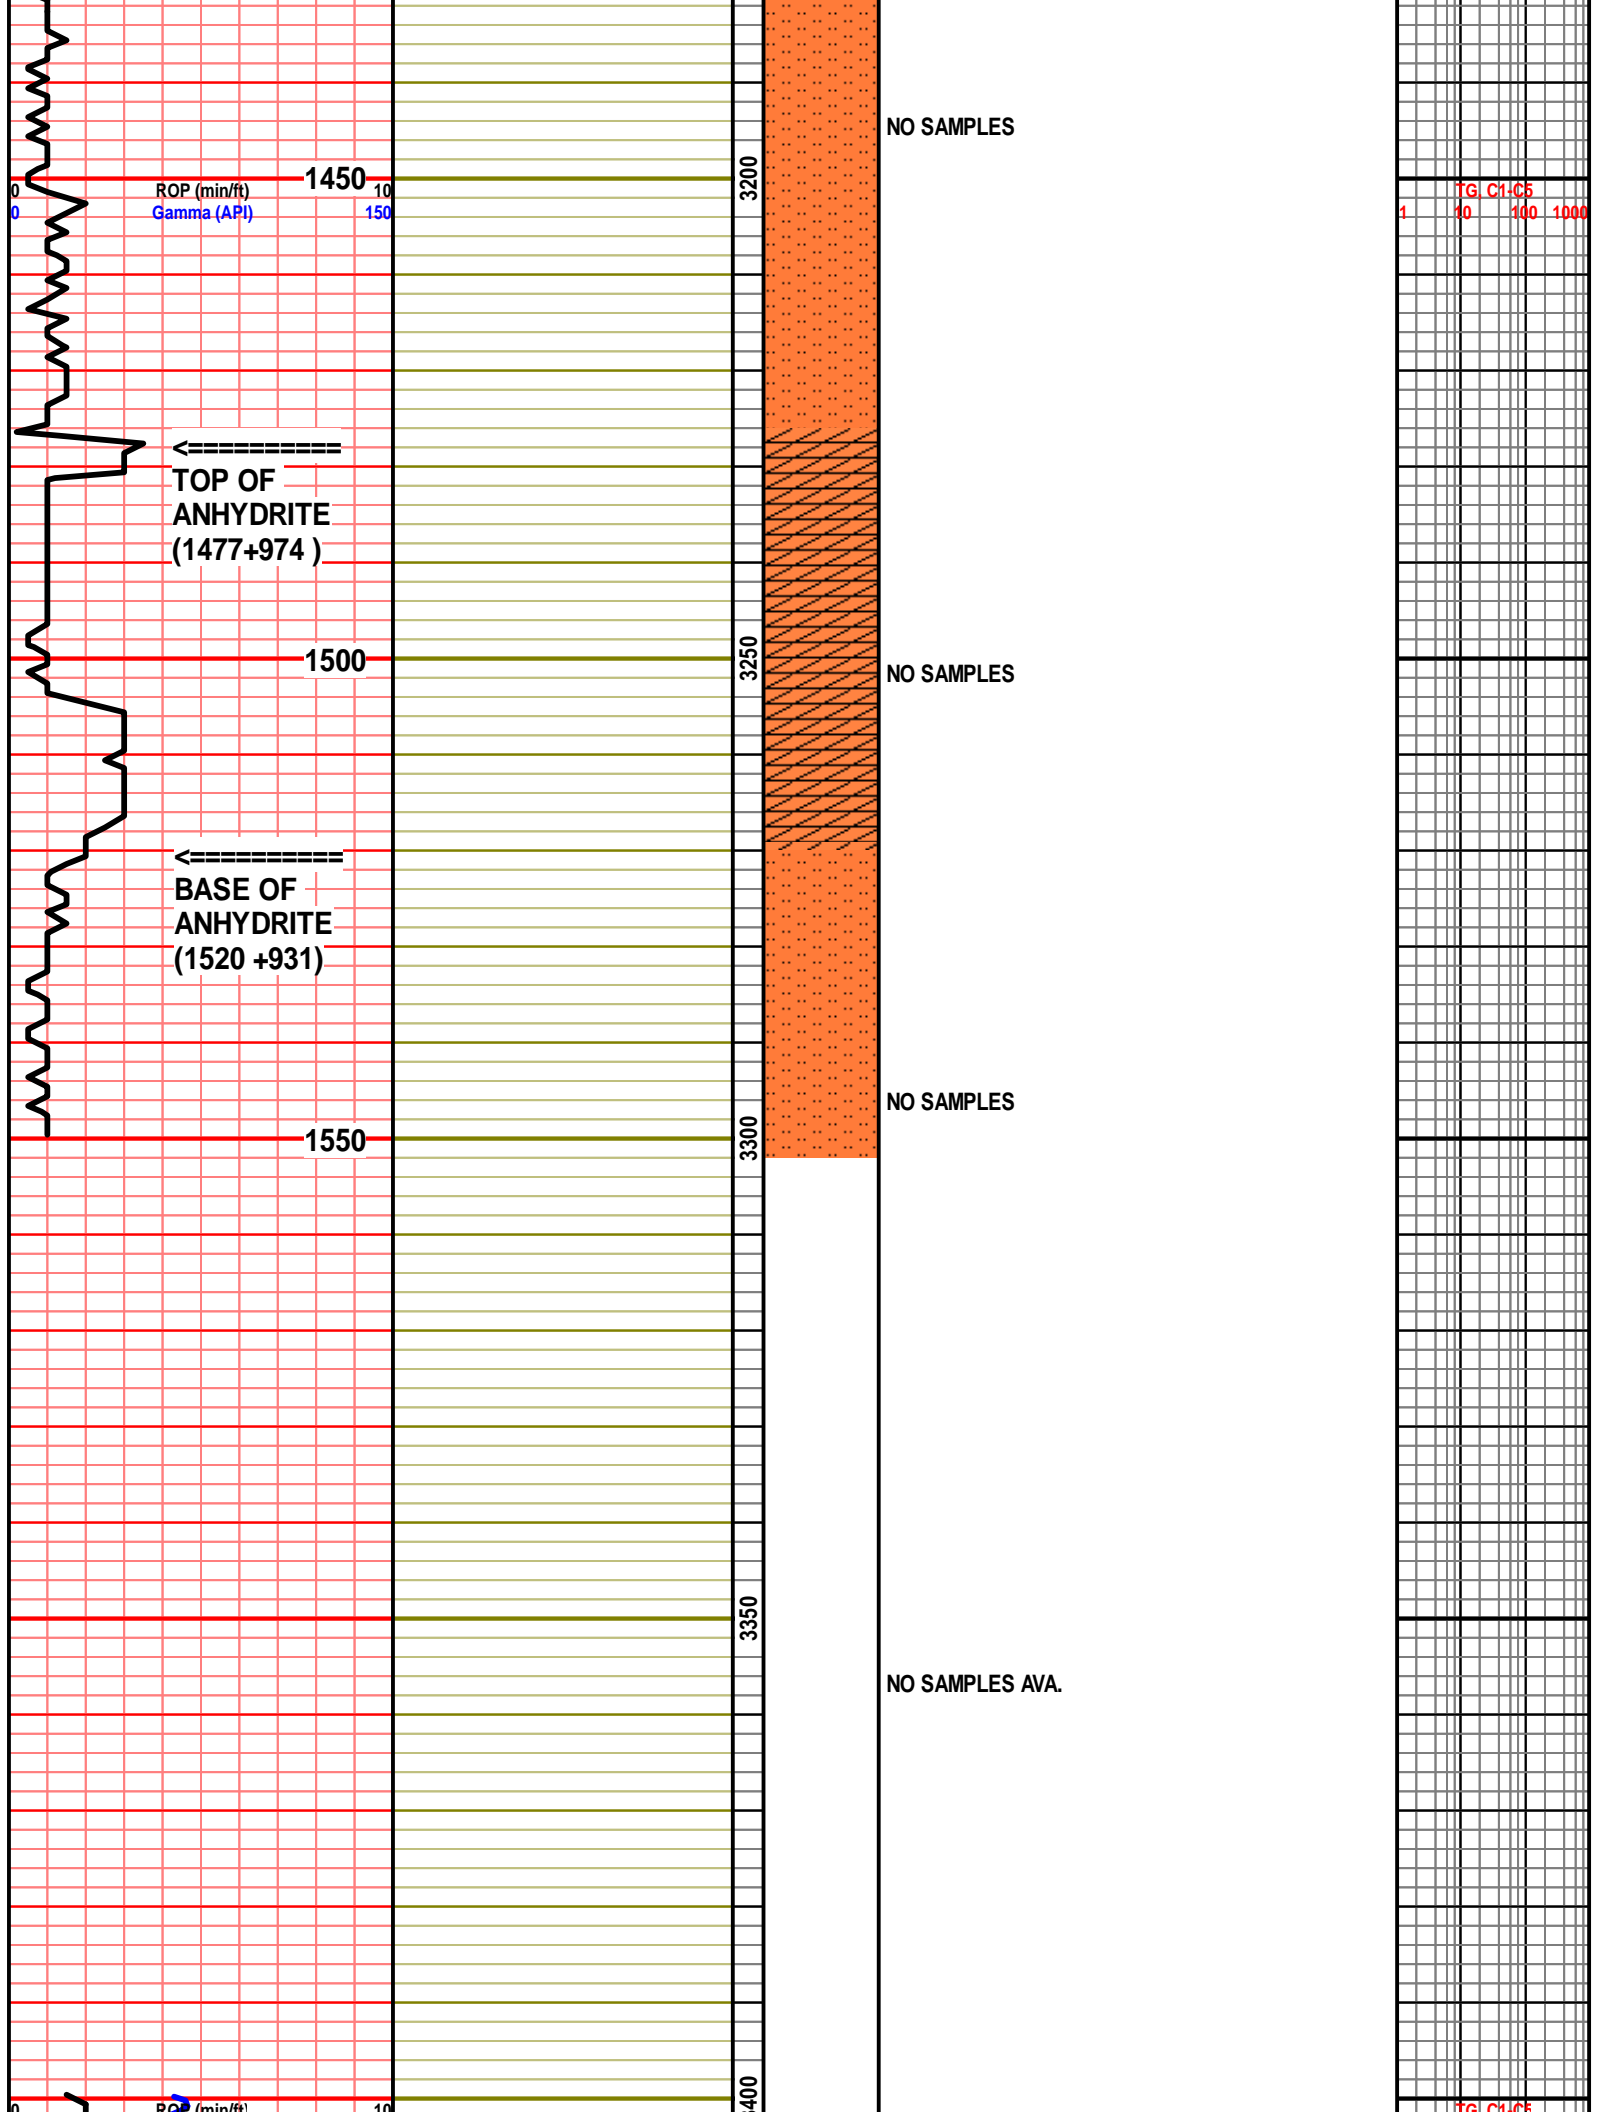 NO SAMPLES
3200
1450
0 ROP (min/ft) 10
0 Gamma (API) 150
TG, C1-C5
1 10 100 1000
<==========
TOP OF
ANHYDRITE
(1477+974 )
1500
3250
NO SAMPLES
<==========
BASE OF
ANHYDRITE
(1520 +931)
NO SAMPLES
1550
3300
3350
NO SAMPLES AVA.
400
0 ROP (min/ft) 10
TG, C1-C5